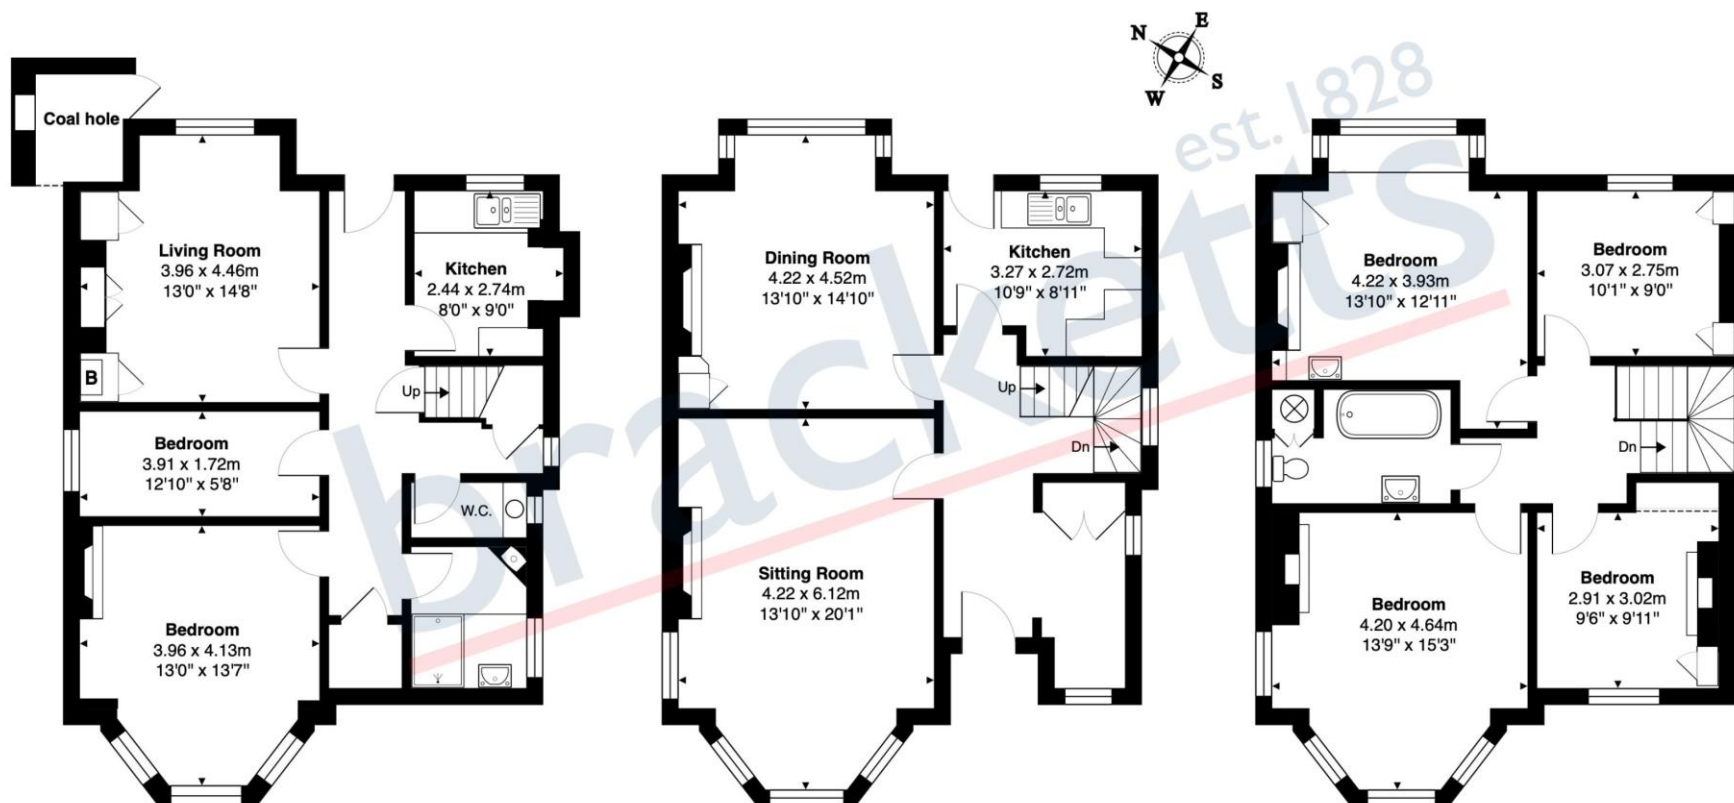 N
E
S
W
est. 1828
bracketts
Coal hole
Living Room
3.96 x 4.46m
13'0" x 14'8"
Kitchen
2.44 x 2.74m
8'0" x 9'0"
B
Up
Bedroom
3.91 x 1.72m
12'10" x 5'8"
W.C.
Bedroom
3.96 x 4.13m
13'0" x 13'7"
Dining Room
4.22 x 4.52m
13'10" x 14'10"
Kitchen
3.27 x 2.72m
10'9" x 8'11"
Up
Dn
Sitting Room
4.22 x 6.12m
13'10" x 20'1"
Bedroom
4.22 x 3.93m
13'10" x 12'11"
Bedroom
3.07 x 2.75m
10'1" x 9'0"
Dn
Bedroom
4.20 x 4.64m
13'9" x 15'3"
Bedroom
2.91 x 3.02m
9'6" x 9'11"